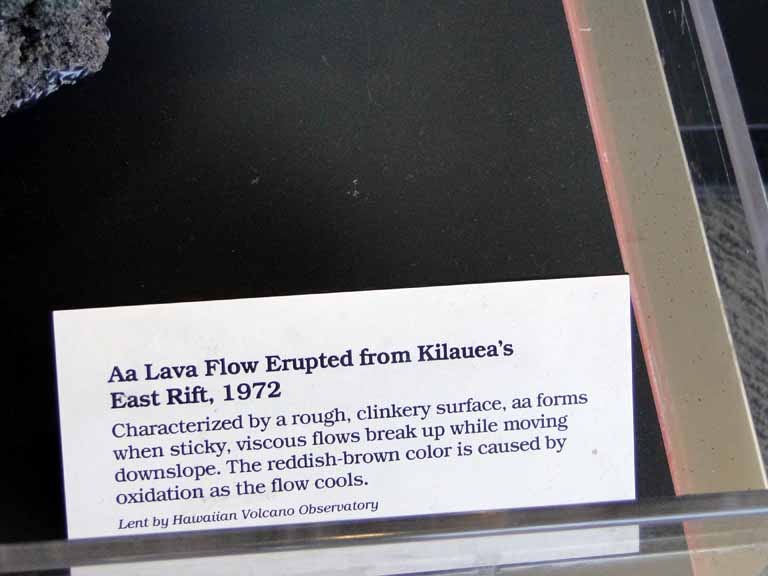 Aa Lava Flow Erupted from Kilauea's
East Rift, 1972
Characterized by a rough, clinkery surface, aa forms
when sticky, viscous flows break up while moving
downslope. The reddish-brown color is caused by
oxidation as the flow cools.
Lent by Hawaiian Volcano Observatory